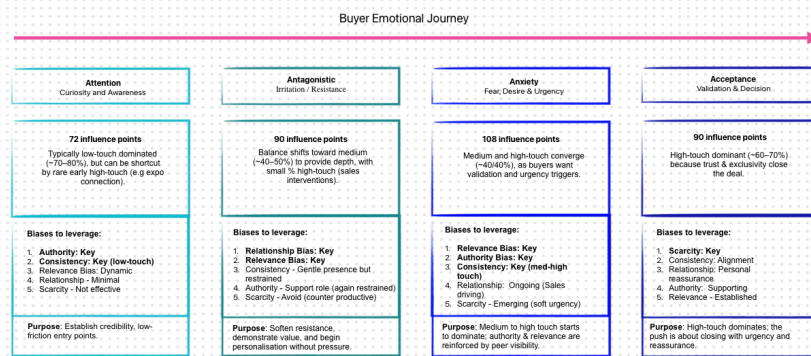 Buyer Emotional Journey
Attention
Curiosity and Awareness
72 influence points
Typically low-touch dominated
(~70–80%), but can be shortcut
by rare early high-touch (e.g expo
connection).
Biases to leverage:
1. Authority: Key
2. Consistency: Key (low-touch)
3. Relevance Bias: Dynamic
4. Relationship - Minimal
5. Scarcity - Not effective
Purpose: Establish credibility, low-
friction entry points.
Antagonistic
Irritation / Resistance
90 influence points
Balance shifts toward medium
(~40–50%) to provide depth, with
small % high-touch (sales
interventions).
Biases to leverage:
1. Relationship Bias: Key
2. Relevance Bias: Key
3. Consistency - Gentle presence but
restrained
4. Authority - Support role (again restrained)
5. Scarcity - Avoid (counter productive)
Purpose: Soften resistance,
demonstrate value, and begin
personalisation without pressure.
Anxiety
Fear, Desire & Urgency
108 influence points
Medium and high-touch converge
(~40/40%), as buyers want
validation and urgency triggers.
Biases to leverage:
1. Relevance Bias: Key
2. Authority Bias: Key
3. Consistency: Key (med-high
touch)
4. Relationship: Ongoing (Sales
driving)
5. Scarcity - Emerging (soft urgency)
Purpose: Medium to high touch starts
to dominate; authority & relevance are
reinforced by peer visibility.
Acceptance
Validation & Decision
90 influence points
High-touch dominant (~60–70%)
because trust & exclusivity close
the deal.
Biases to leverage:
1. Scarcity: Key
2. Consistency: Alignment
3. Relationship: Personal
reassurance
4. Authority: Supporting
5. Relevance - Established
Purpose: High-touch dominates; the
push is about closing with urgency and
reassurance.